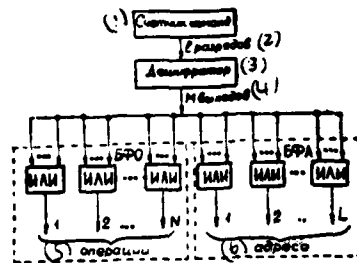 (1) Счетчик команд
l разрядов (2)
Дешифратор (3)
M выходов (4)
... БФО ... ... ... БФА ...
ИЛИ ИЛИ ... ИЛИ ИЛИ ИЛИ ... ИЛИ
1 2 ... N 1 2 .. L
(5) операции (6) адреса